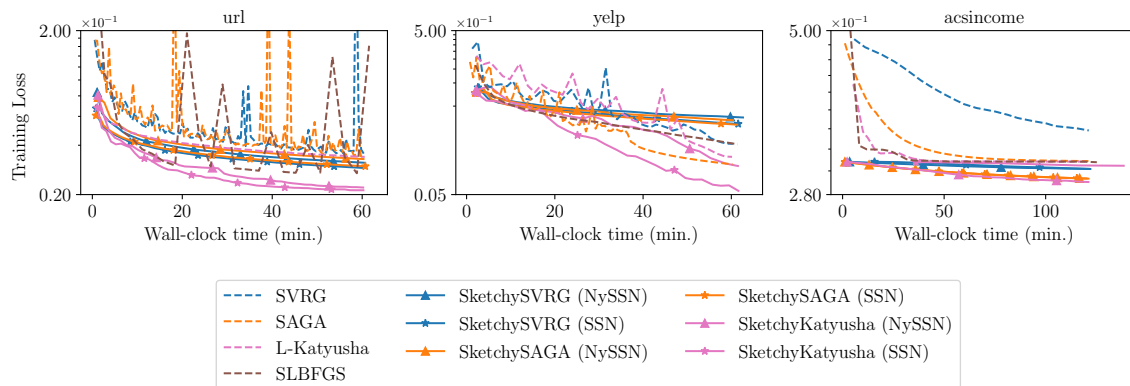 url
yelp
acsincome
×10⁻¹
×10⁻¹
×10⁻¹
2.00
5.00
5.00
Training Loss
0.20
0.05
2.80
0
20
40
60
0
20
40
60
0
50
100
Wall-clock time (min.)
Wall-clock time (min.)
Wall-clock time (min.)
SVRG
SAGA
L-Katyusha
SLBFGS
SketchySVRG (NySSN)
SketchySVRG (SSN)
SketchySAGA (NySSN)
SketchySAGA (SSN)
SketchyKatyusha (NySSN)
SketchyKatyusha (SSN)